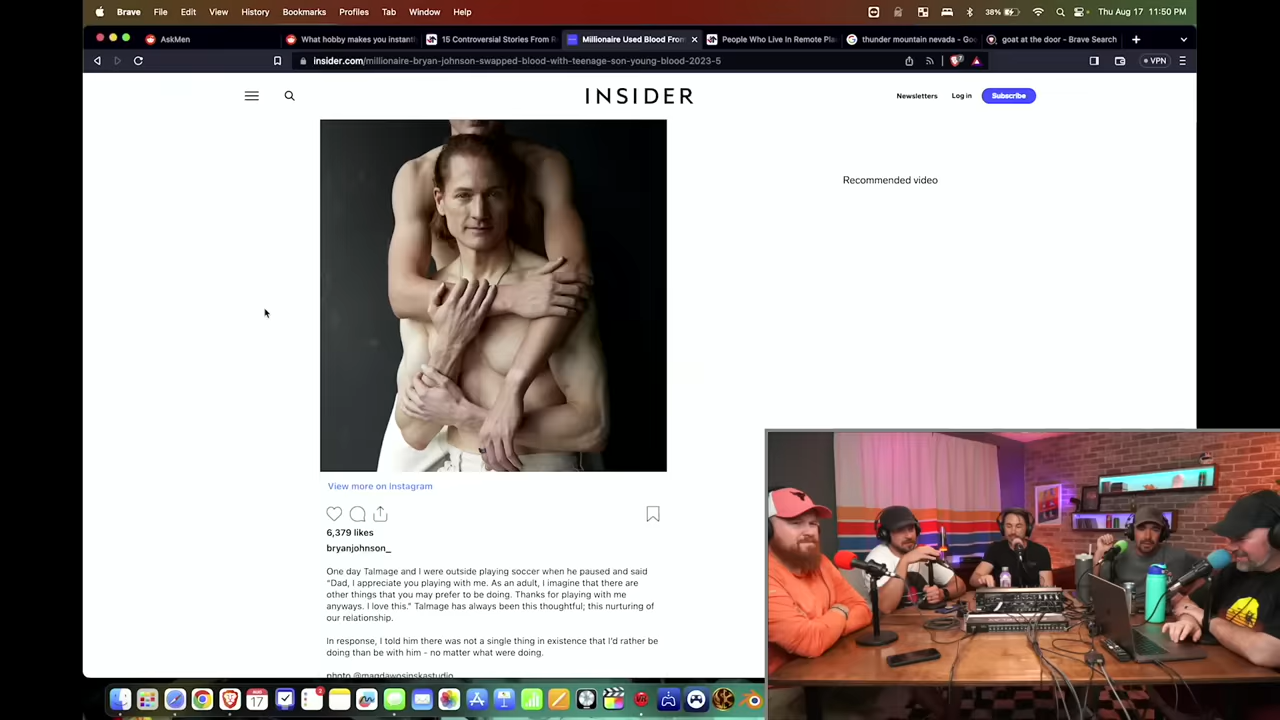 Brave File Edit View History Bookmarks Profiles Tab Window Help 38% Thu Aug 17 11:50 PM
AskMen What hobby makes you instantl 15 Controversial Stories From R Millionaire Used Blood From People Who Live In Remote Pla thunder mountain nevada - Goo goat at the door - Brave Search
insider.com/millionaire-bryan-johnson-swapped-blood-with-teenage-son-young-blood-2023-5 VPN
INSIDER Newsletters Log in Subscribe
Recommended video
View more on Instagram
6,379 likes
bryanjohnson_
One day Talmage and I were outside playing soccer when he paused and said
“Dad, I appreciate you playing with me. As an adult, I imagine that there are
other things that you may prefer to be doing. Thanks for playing with me
anyways. I love this.” Talmage has always been this thoughtful; this nurturing of
our relationship.
In response, I told him there was not a single thing in existence that I'd rather be
doing than be with him - no matter what were doing.
17